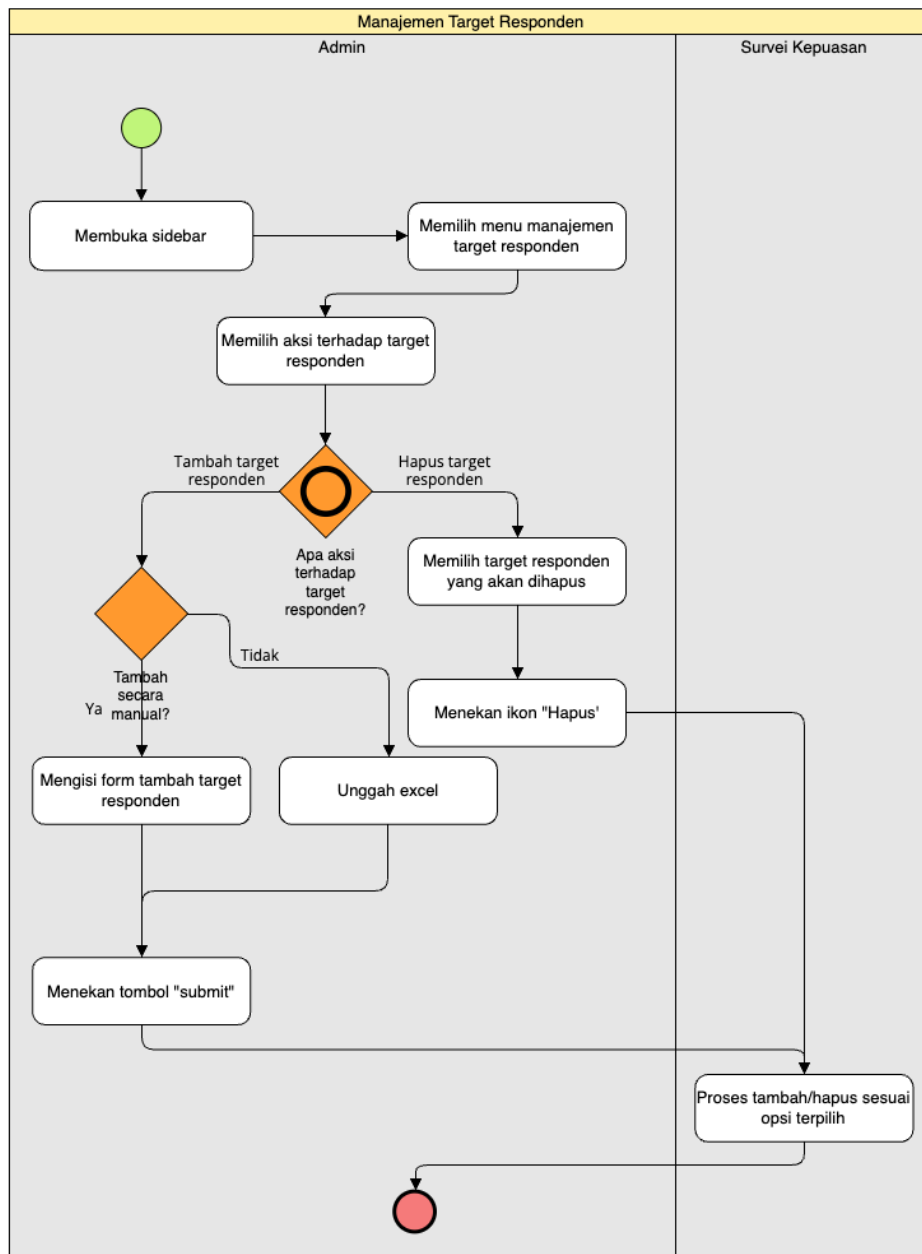 Manajemen Target Responden
Admin
Survei Kepuasan
Membuka sidebar
Memilih menu manajemen
target responden
Memilih aksi terhadap target
responden
Tambah target
responden
Hapus target
responden
Apa aksi
terhadap
target
responden?
Memilih target responden
yang akan dihapus
Tidak
Tambah
secara
manual?
Ya
Menekan ikon "Hapus'
Mengisi form tambah target
responden
Unggah excel
Menekan tombol "submit"
Proses tambah/hapus sesuai
opsi terpilih